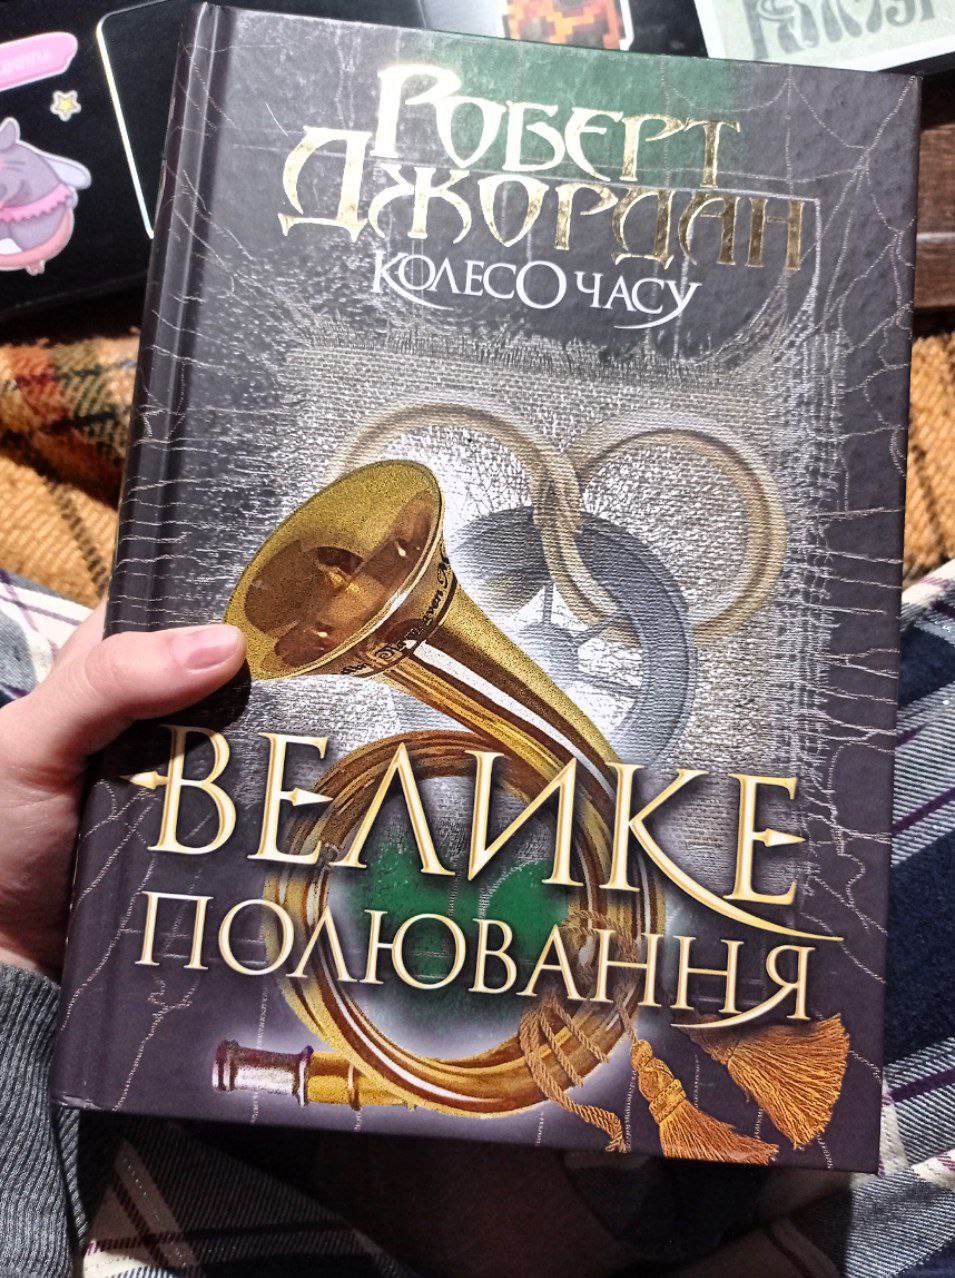 Роберт
Джордан
Колесо часу
Велике
полювання